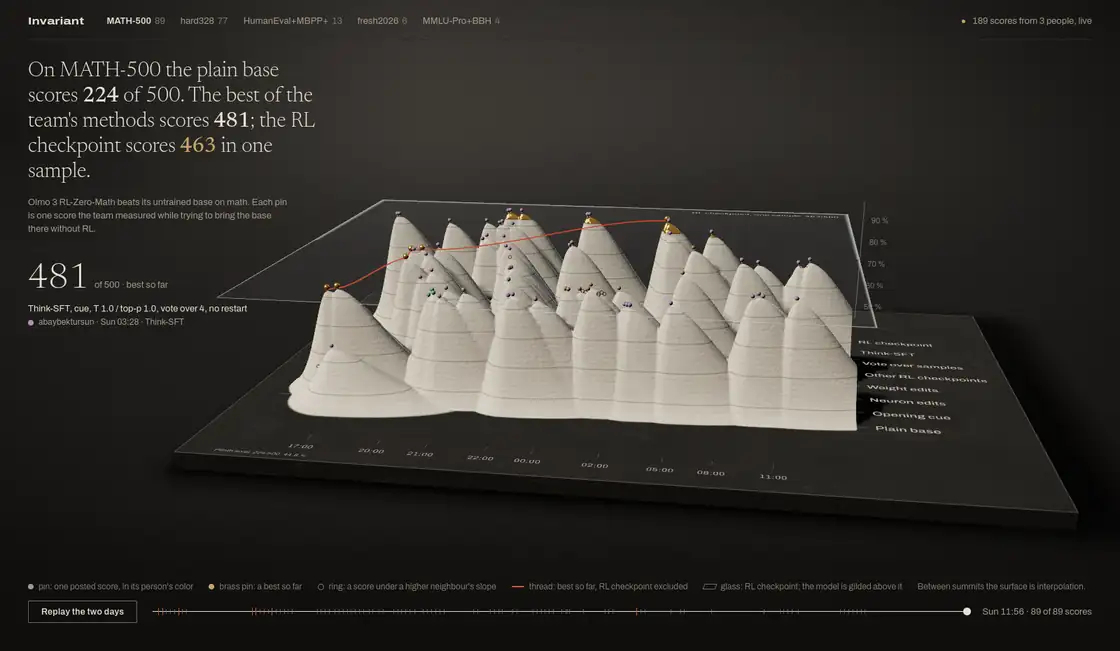 Invariant
MATH-500 89
hard328 77
HumanEval+MBPP+ 13
fresh2026 6
MMLU-Pro+BBH 4
189 scores from 3 people, live
On MATH-500 the plain base
scores 224 of 500. The best of the
team's methods scores 481; the RL
checkpoint scores 463 in one
sample.
Olmo 3 RL-Zero-Math beats its untrained base on math. Each pin
is one score the team measured while trying to bring the base
there without RL.
481 of 500 · best so far
Think-SFT, cue, T 1.0 / top-p 1.0, vote over 4, no restart
abaybektursun · Sun 03:28 · Think-SFT
90 %
80 %
70 %
RL checkpoint
Think-SFT
Vote over samples
Other RL checkpoints
Weight edits
Neuron edits
Opening cue
Plain base
17:00
20:00
21:00
22:00
00:00
02:00
05:00
08:00
11:00
pin: one posted score, in its person's color
brass pin: a best so far
ring: a score under a higher neighbour's slope
thread: best so far, RL checkpoint excluded
glass: RL checkpoint; the model is gilded above it
Between summits the surface is interpolation.
Replay the two days
Sun 11:56 · 89 of 89 scores